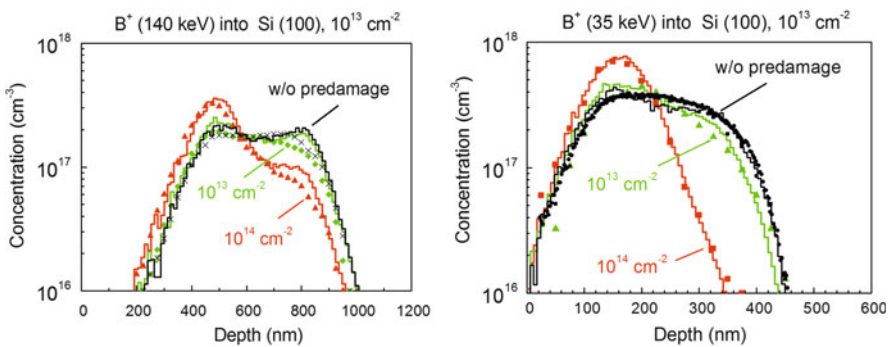 B⁺ (140 keV) into Si (100), 10¹³ cm⁻²
10¹⁸
10¹⁷
10¹⁶
Concentration (cm⁻³)
w/o predamage
10¹³ cm⁻²
10¹⁴ cm⁻²
0 200 400 600 800 1000 1200
Depth (nm)
B⁺ (35 keV) into Si (100), 10¹³ cm⁻²
10¹⁹
10¹⁸
10¹⁷
10¹⁶
Concentration (cm⁻³)
w/o predamage
10¹³ cm⁻²
10¹⁴ cm⁻²
0 100 200 300 400 500 600
Depth (nm)